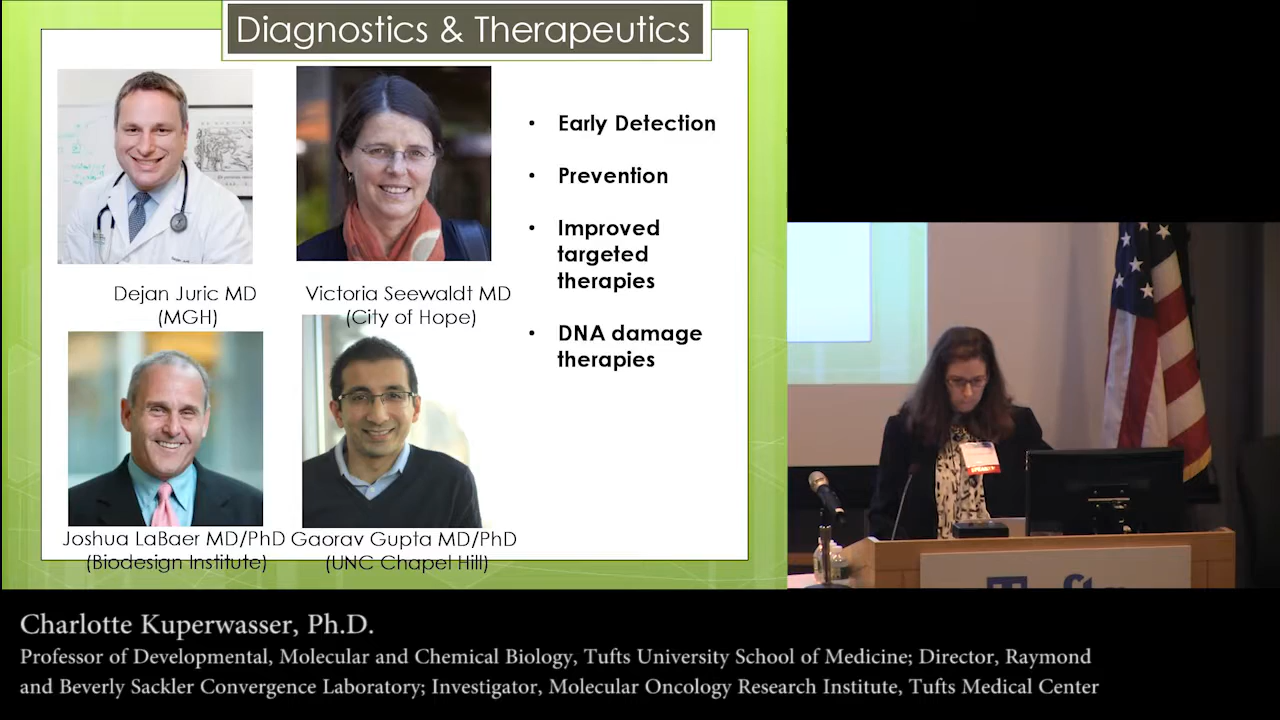 Diagnostics & Therapeutics
Dejan Juric MD
(MGH)
Victoria Seewaldt MD
(City of Hope)
Joshua LaBaer MD/PhD
(Biodesign Institute)
Gaorav Gupta MD/PhD
(UNC Chapel Hill)
• Early Detection
• Prevention
• Improved
targeted
therapies
• DNA damage
therapies
Tufts
Charlotte Kuperwasser, Ph.D.
Professor of Developmental, Molecular and Chemical Biology, Tufts University School of Medicine; Director, Raymond
and Beverly Sackler Convergence Laboratory; Investigator, Molecular Oncology Research Institute, Tufts Medical Center